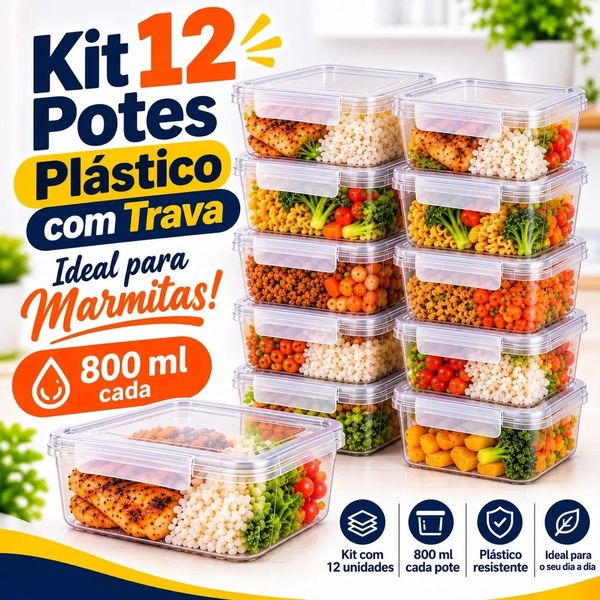 Kit 12
Potes
Plástico
com Trava
Ideal para
Marmitas!
800 ml
cada
Kit com
12 unidades
800 ml
cada pote
Plástico
resistente
Ideal para
o seu dia a dia